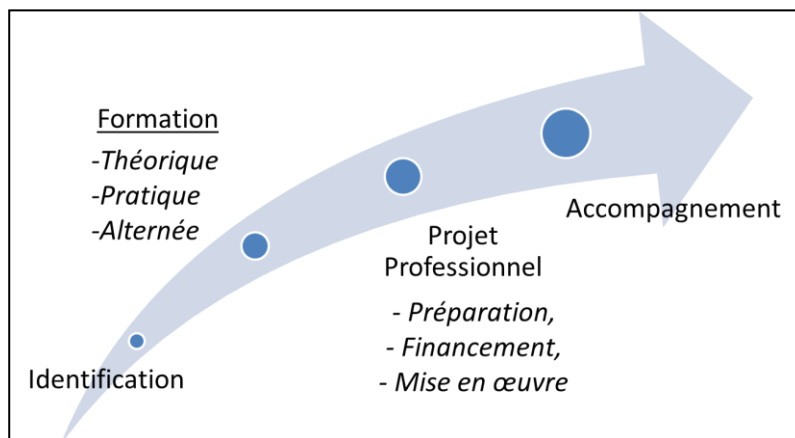 Identification
Formation
-Théorique
-Pratique
-Alternée
Projet
Professionnel
- Préparation,
- Financement,
- Mise en œuvre
Accompagnement